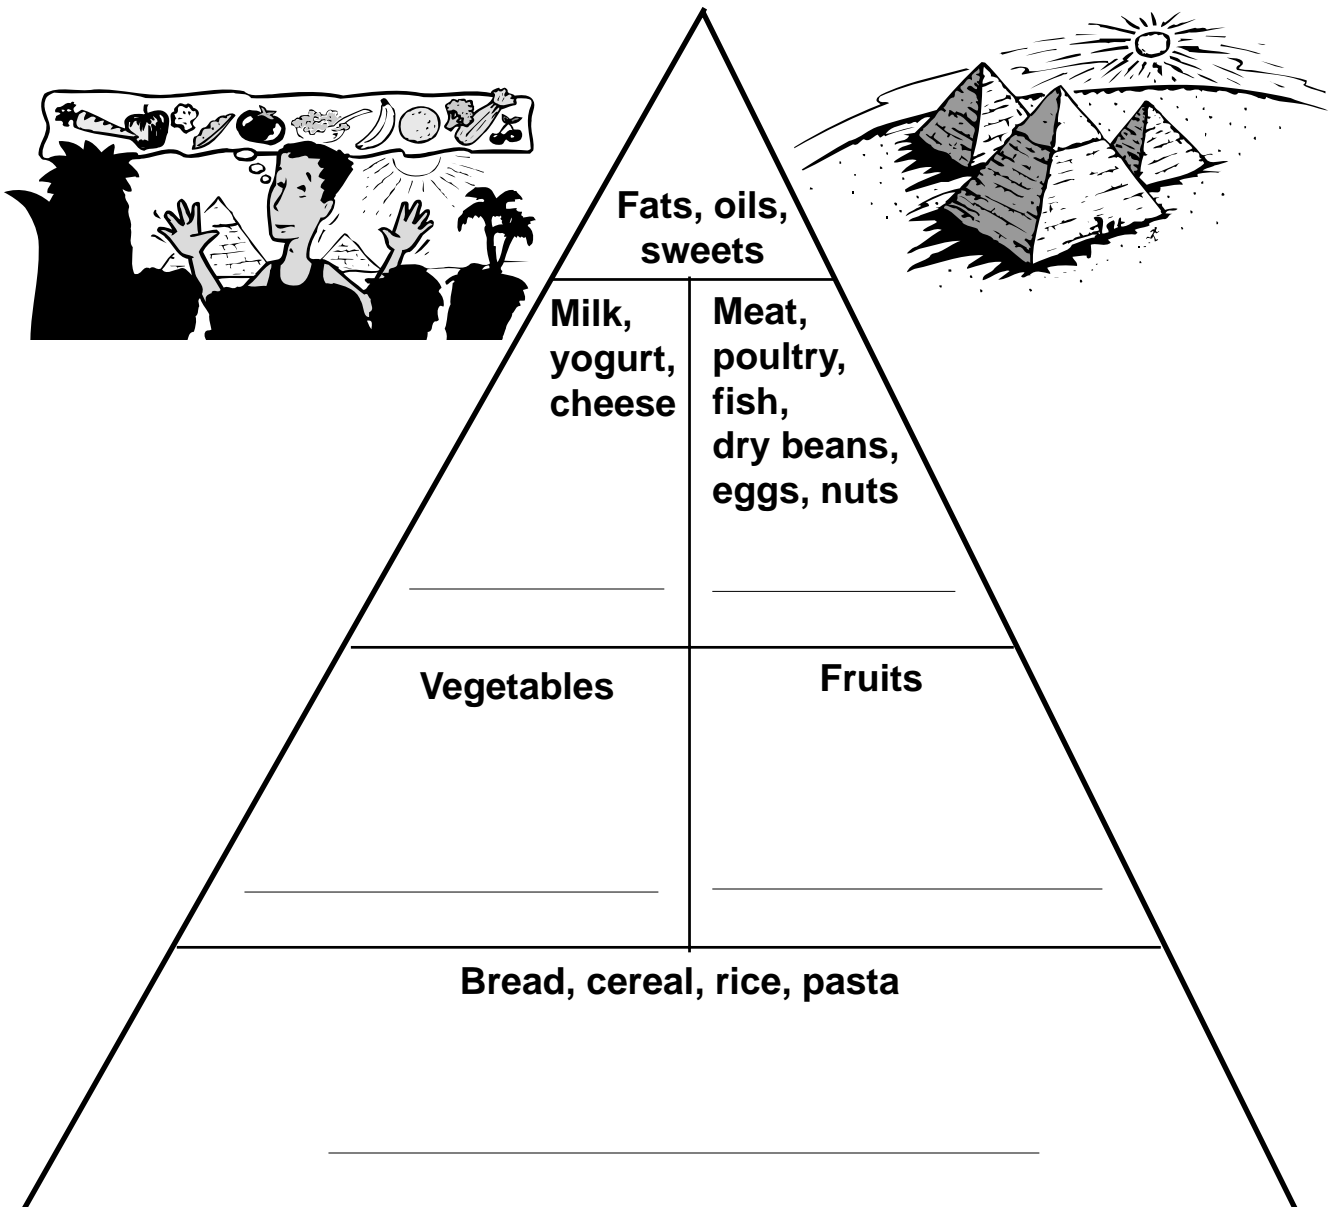 Fats, oils,
sweets
Milk,
yogurt,
cheese
Meat,
poultry,
fish,
dry beans,
eggs, nuts
Vegetables
Fruits
Bread, cereal, rice, pasta